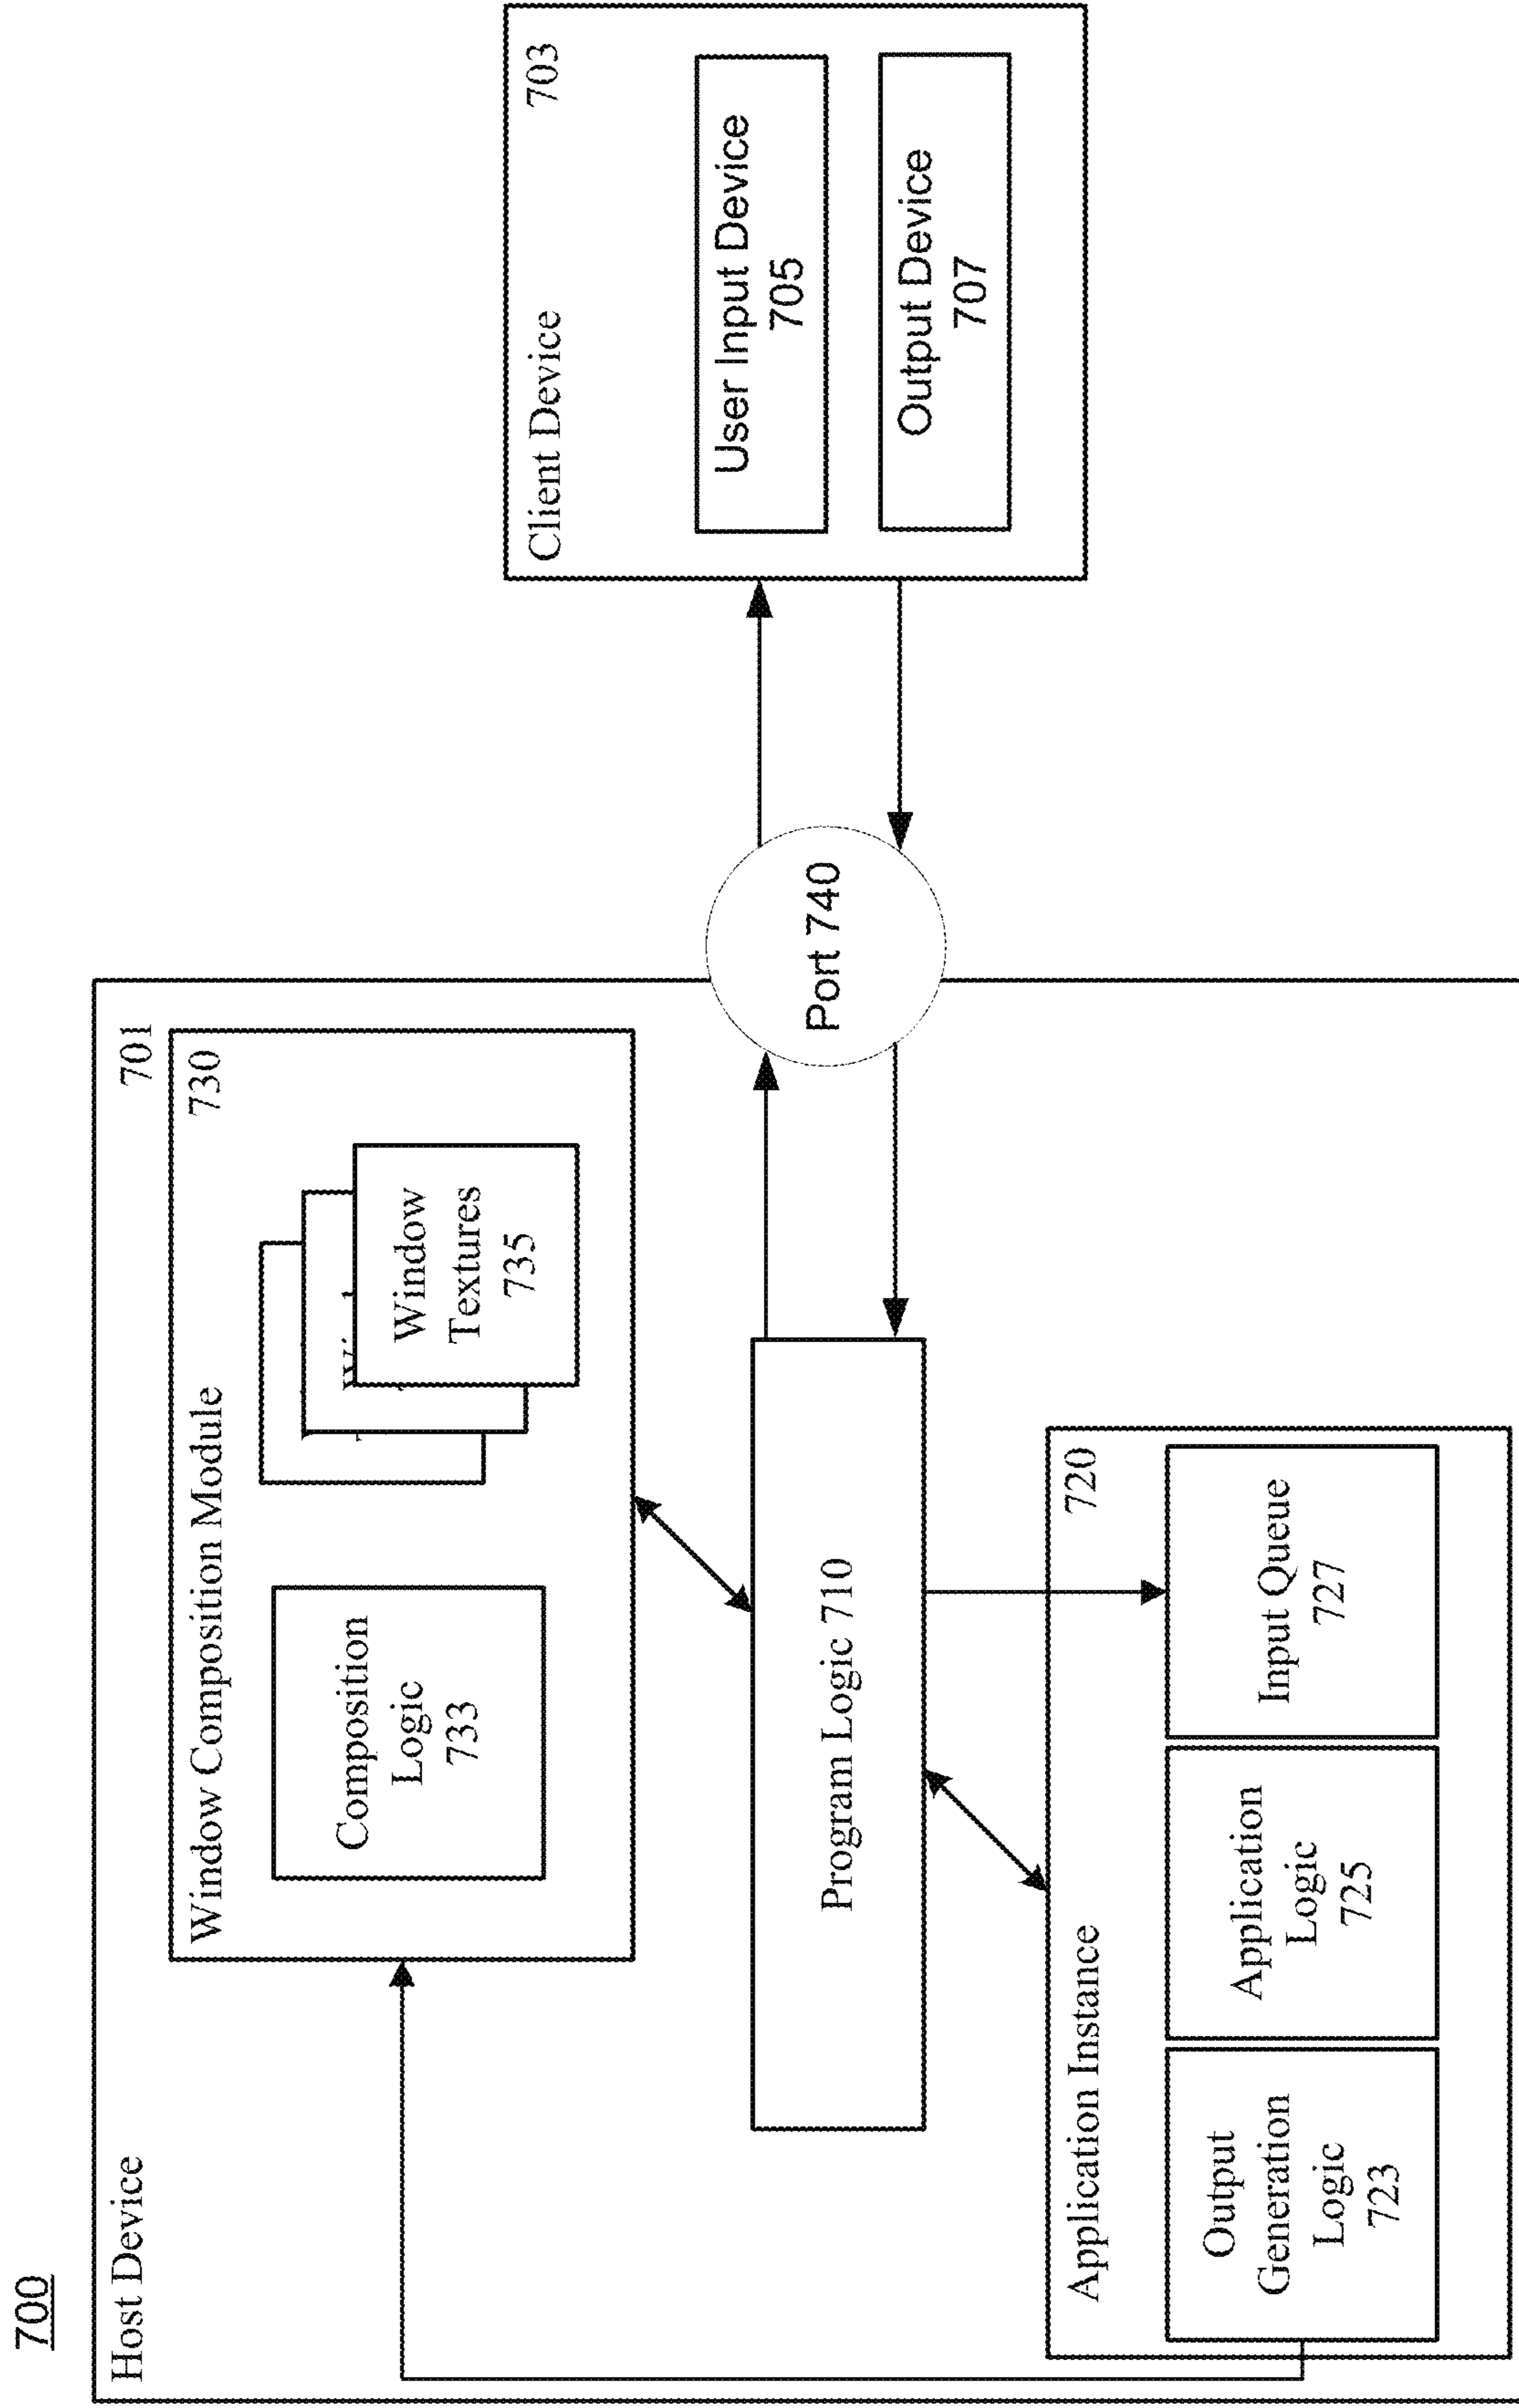 700
Host Device
701
Window Composition Module
730
Composition
Logic
733
Window
Textures
735
Program Logic 710
Application Instance
720
Output
Generation
Logic
723
Application
Logic
725
Input Queue
727
Port 740
Client Device
703
User Input Device
705
Output Device
707